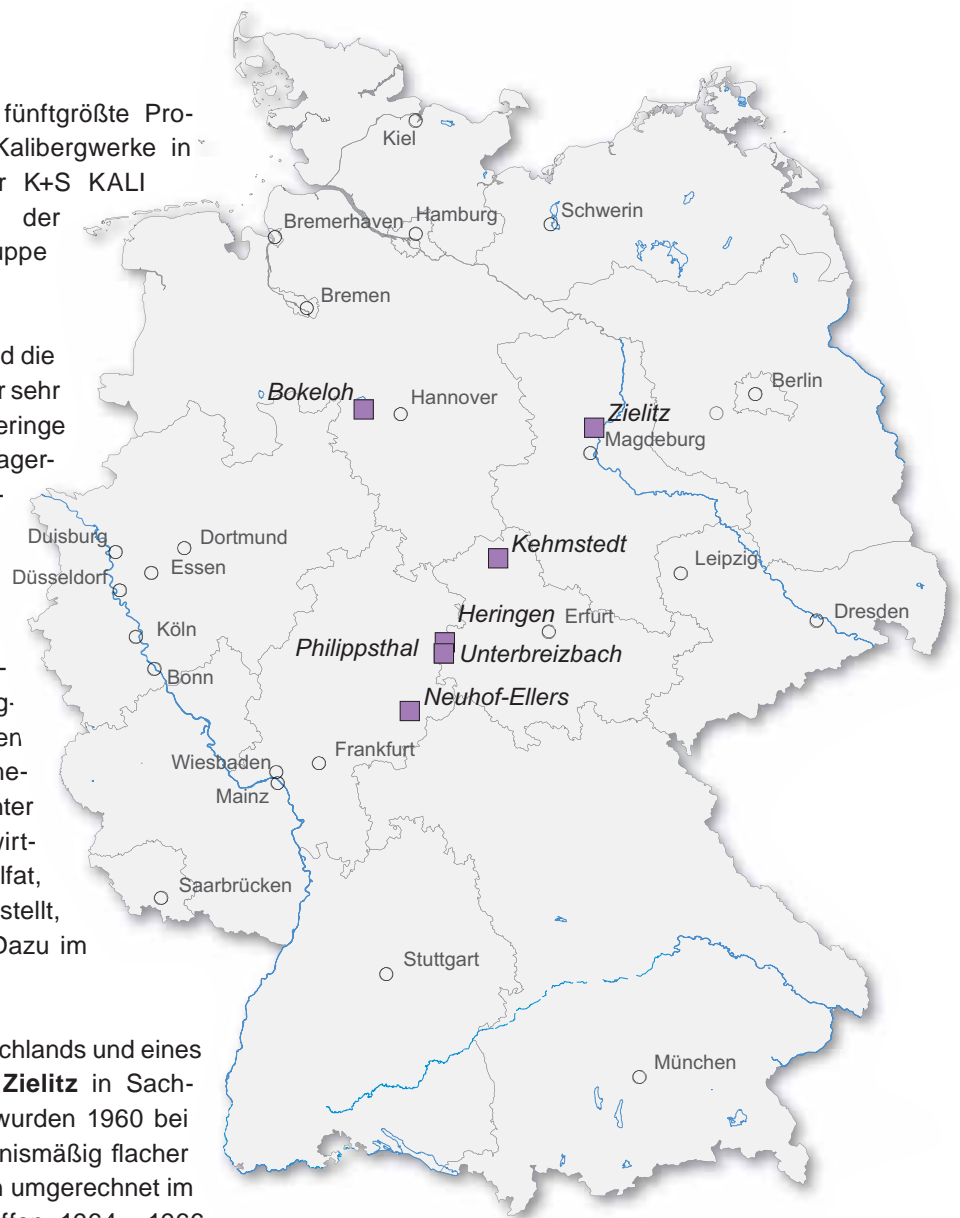 fünftgrößte Pro-
Kalibergwerke in
K+S KALI
der
Kiel
Schwerin
Bremerhaven
Hamburg
Bremen
d die
sehr
eringe
ager-
-
Bokeloh
Hannover
Berlin
Zielitz
Magdeburg
Duisburg
Dortmund
Essen
Düsseldorf
Kehmstedt
Leipzig
Köln
Bonn
Heringen
Erfurt
Philippsthal
Unterbreizbach
Dresden
Neuhof-Ellers
-
g-
en
ne-
nter
wirt-
lfat,
stellt,
Dazu im
Wiesbaden
Frankfurt
Mainz
Saarbrücken
Stuttgart
München
schlands und eines
Zielitz in Sach-
wurden 1960 bei
nismäßig flacher
umgerechnet im